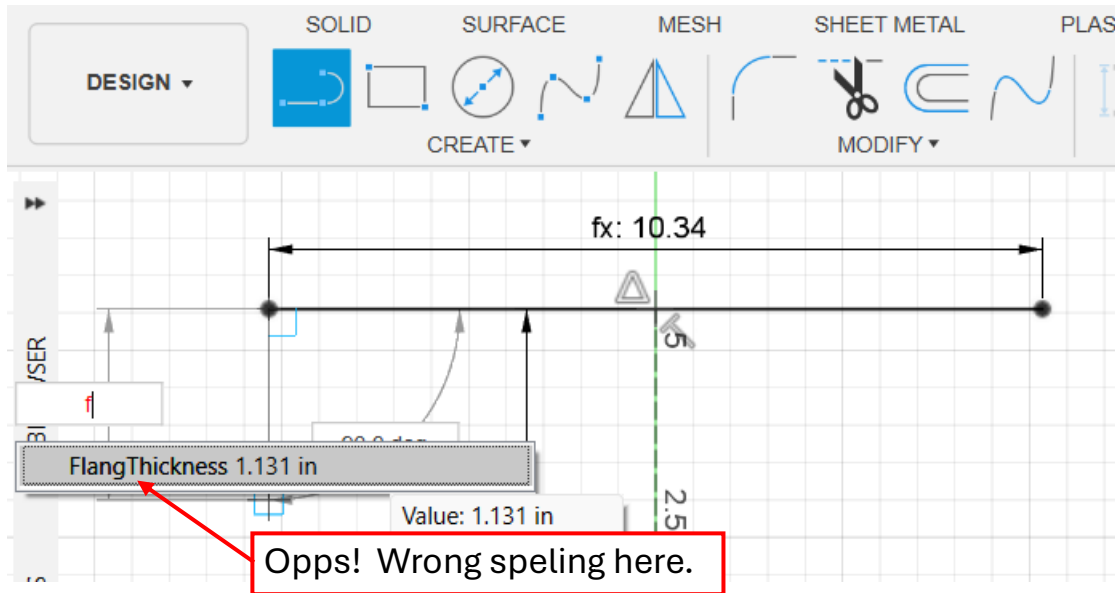 SOLID SURFACE MESH SHEET METAL PLAS
DESIGN
CREATE MODIFY
fx: 10.34
5
f
FlangThickness 1.131 in
Value: 1.131 in
2.5
Opps! Wrong speling here.